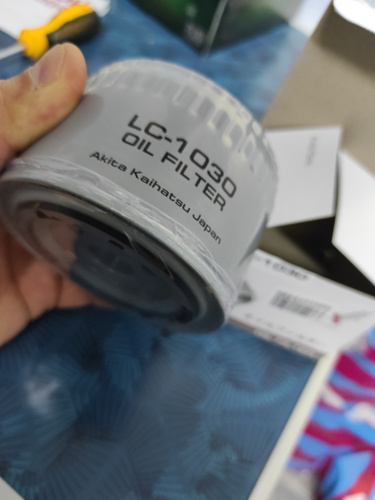 LC-1030
OIL FILTER
Akita Kaihatsu Japan